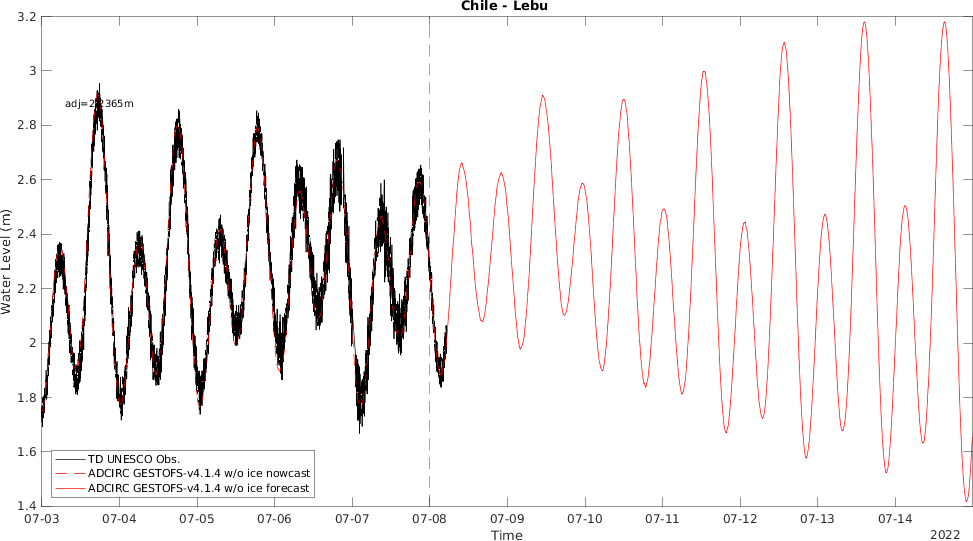 Chile - Lebu
3.2
3
2.8
2.6
2.4
2.2
2
1.8
1.6
1.4
Water Level (m)
adj=2.2365m
TD UNESCO Obs.
ADCIRC GESTOFS-v4.1.4 w/o ice nowcast
ADCIRC GESTOFS-v4.1.4 w/o ice forecast
07-03 07-04 07-05 07-06 07-07 07-08 07-09 07-10 07-11 07-12 07-13 07-14
Time
2022